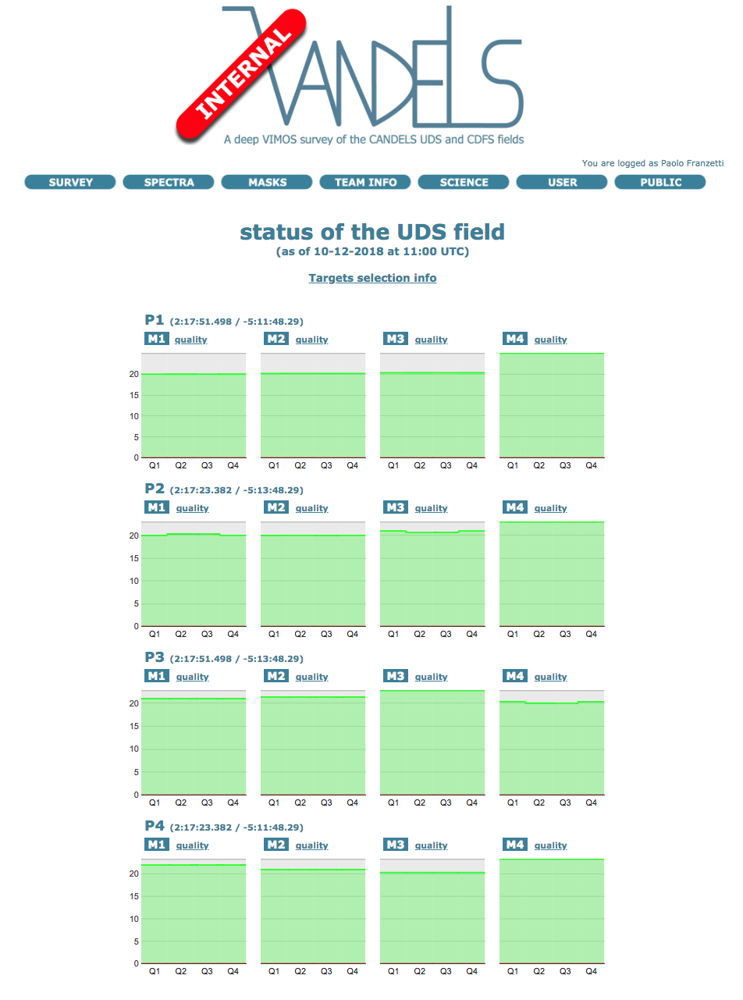 INTERNAL
VANDELS
A deep VIMOS survey of the CANDELS UDS and CDFS fields
You are logged as Paolo Franzetti
SURVEY SPECTRA MASKS TEAM INFO SCIENCE USER PUBLIC
status of the UDS field
(as of 10-12-2018 at 11:00 UTC)
Targets selection info
P1 (2:17:51.498 / -5:11:48.29)
M1 quality M2 quality M3 quality M4 quality
20
15
10
5
0
Q1 Q2 Q3 Q4 Q1 Q2 Q3 Q4 Q1 Q2 Q3 Q4 Q1 Q2 Q3 Q4
P2 (2:17:23.382 / -5:13:48.29)
M1 quality M2 quality M3 quality M4 quality
20
15
10
5
0
Q1 Q2 Q3 Q4 Q1 Q2 Q3 Q4 Q1 Q2 Q3 Q4 Q1 Q2 Q3 Q4
P3 (2:17:51.498 / -5:13:48.29)
M1 quality M2 quality M3 quality M4 quality
20
15
10
5
0
Q1 Q2 Q3 Q4 Q1 Q2 Q3 Q4 Q1 Q2 Q3 Q4 Q1 Q2 Q3 Q4
P4 (2:17:23.382 / -5:11:48.29)
M1 quality M2 quality M3 quality M4 quality
20
15
10
5
0
Q1 Q2 Q3 Q4 Q1 Q2 Q3 Q4 Q1 Q2 Q3 Q4 Q1 Q2 Q3 Q4